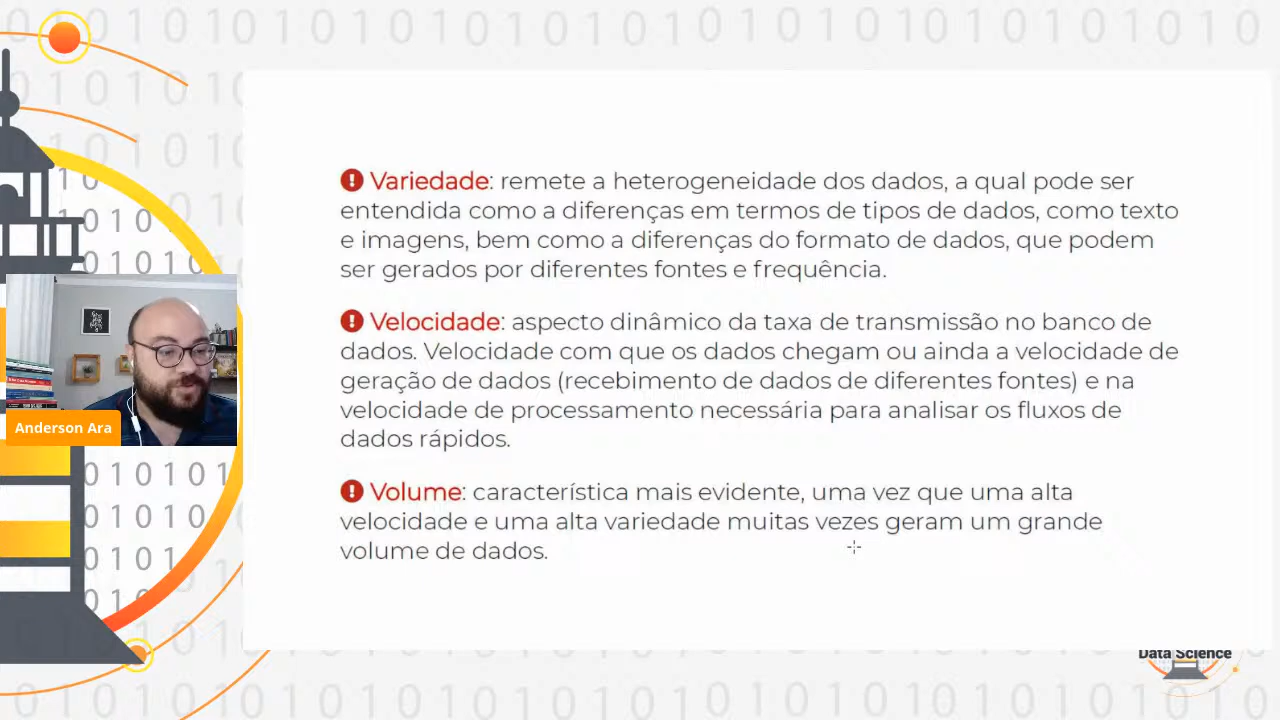 Variedade: remete a heterogeneidade dos dados, a qual pode ser
entendida como a diferenças em termos de tipos de dados, como texto
e imagens, bem como a diferenças do formato de dados, que podem
ser gerados por diferentes fontes e frequência.
Velocidade: aspecto dinâmico da taxa de transmissão no banco de
dados. Velocidade com que os dados chegam ou ainda a velocidade de
geração de dados (recebimento de dados de diferentes fontes) e na
velocidade de processamento necessária para analisar os fluxos de
dados rápidos.
Volume: característica mais evidente, uma vez que uma alta
velocidade e uma alta variedade muitas vezes geram um grande
volume de dados.
Anderson Ara
Data Science